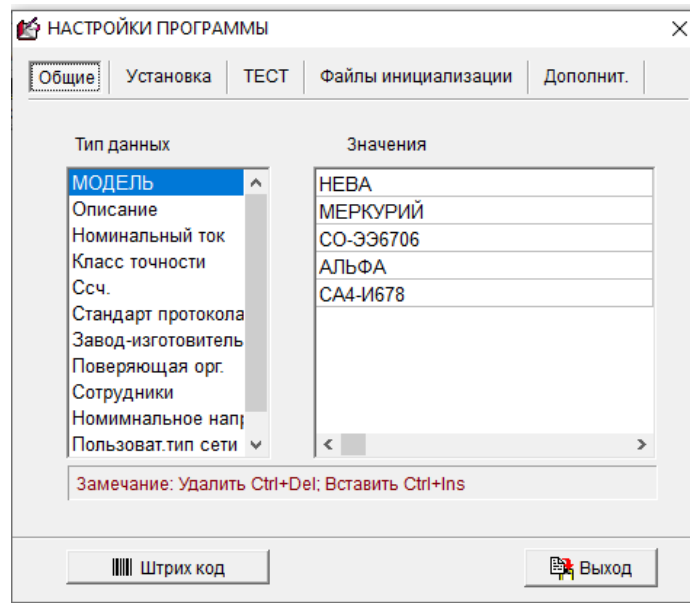 НАСТРОЙКИ ПРОГРАММЫ
Общие Установка ТЕСТ Файлы инициализации Дополнит.
Тип данных
МОДЕЛЬ
Описание
Номинальный ток
Класс точности
Ссч.
Стандарт протокола
Завод-изготовитель
Поверяющая орг.
Сотрудники
Номимнальное напр
Пользоват.тип сети
Значения
НЕВА
МЕРКУРИЙ
СО-ЭЭ6706
АЛЬФА
СА4-И678
Замечание: Удалить Ctrl+Del; Вставить Ctrl+Ins
Штрих код
Выход